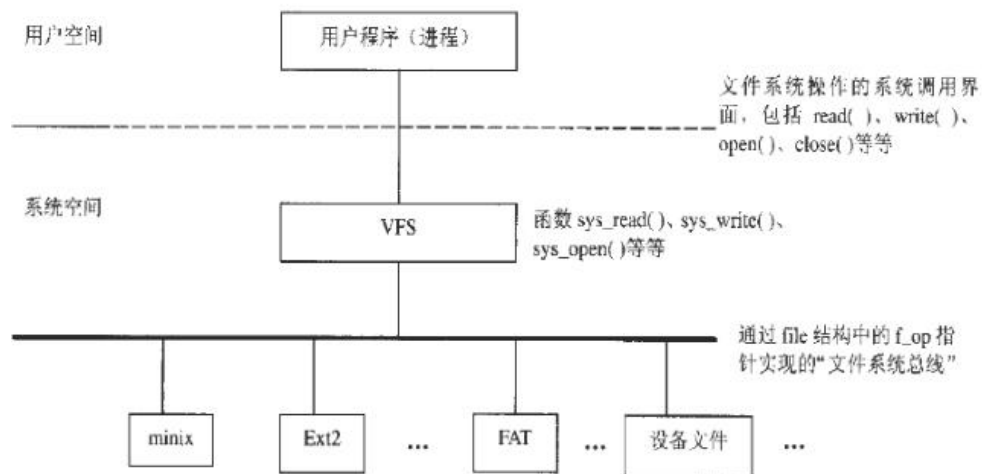 用户空间
用户程序（进程）
文件系统操作的系统调用界
面，包括 read( )、write( )、
open( )、close( )等等
系统空间
VFS
函数 sys_read( )、sys_write( )、
sys_open( )等等
通过 file 结构中的 f_op 指
针实现的“文件系统总线”
minix
Ext2
...
FAT
...
设备文件
...